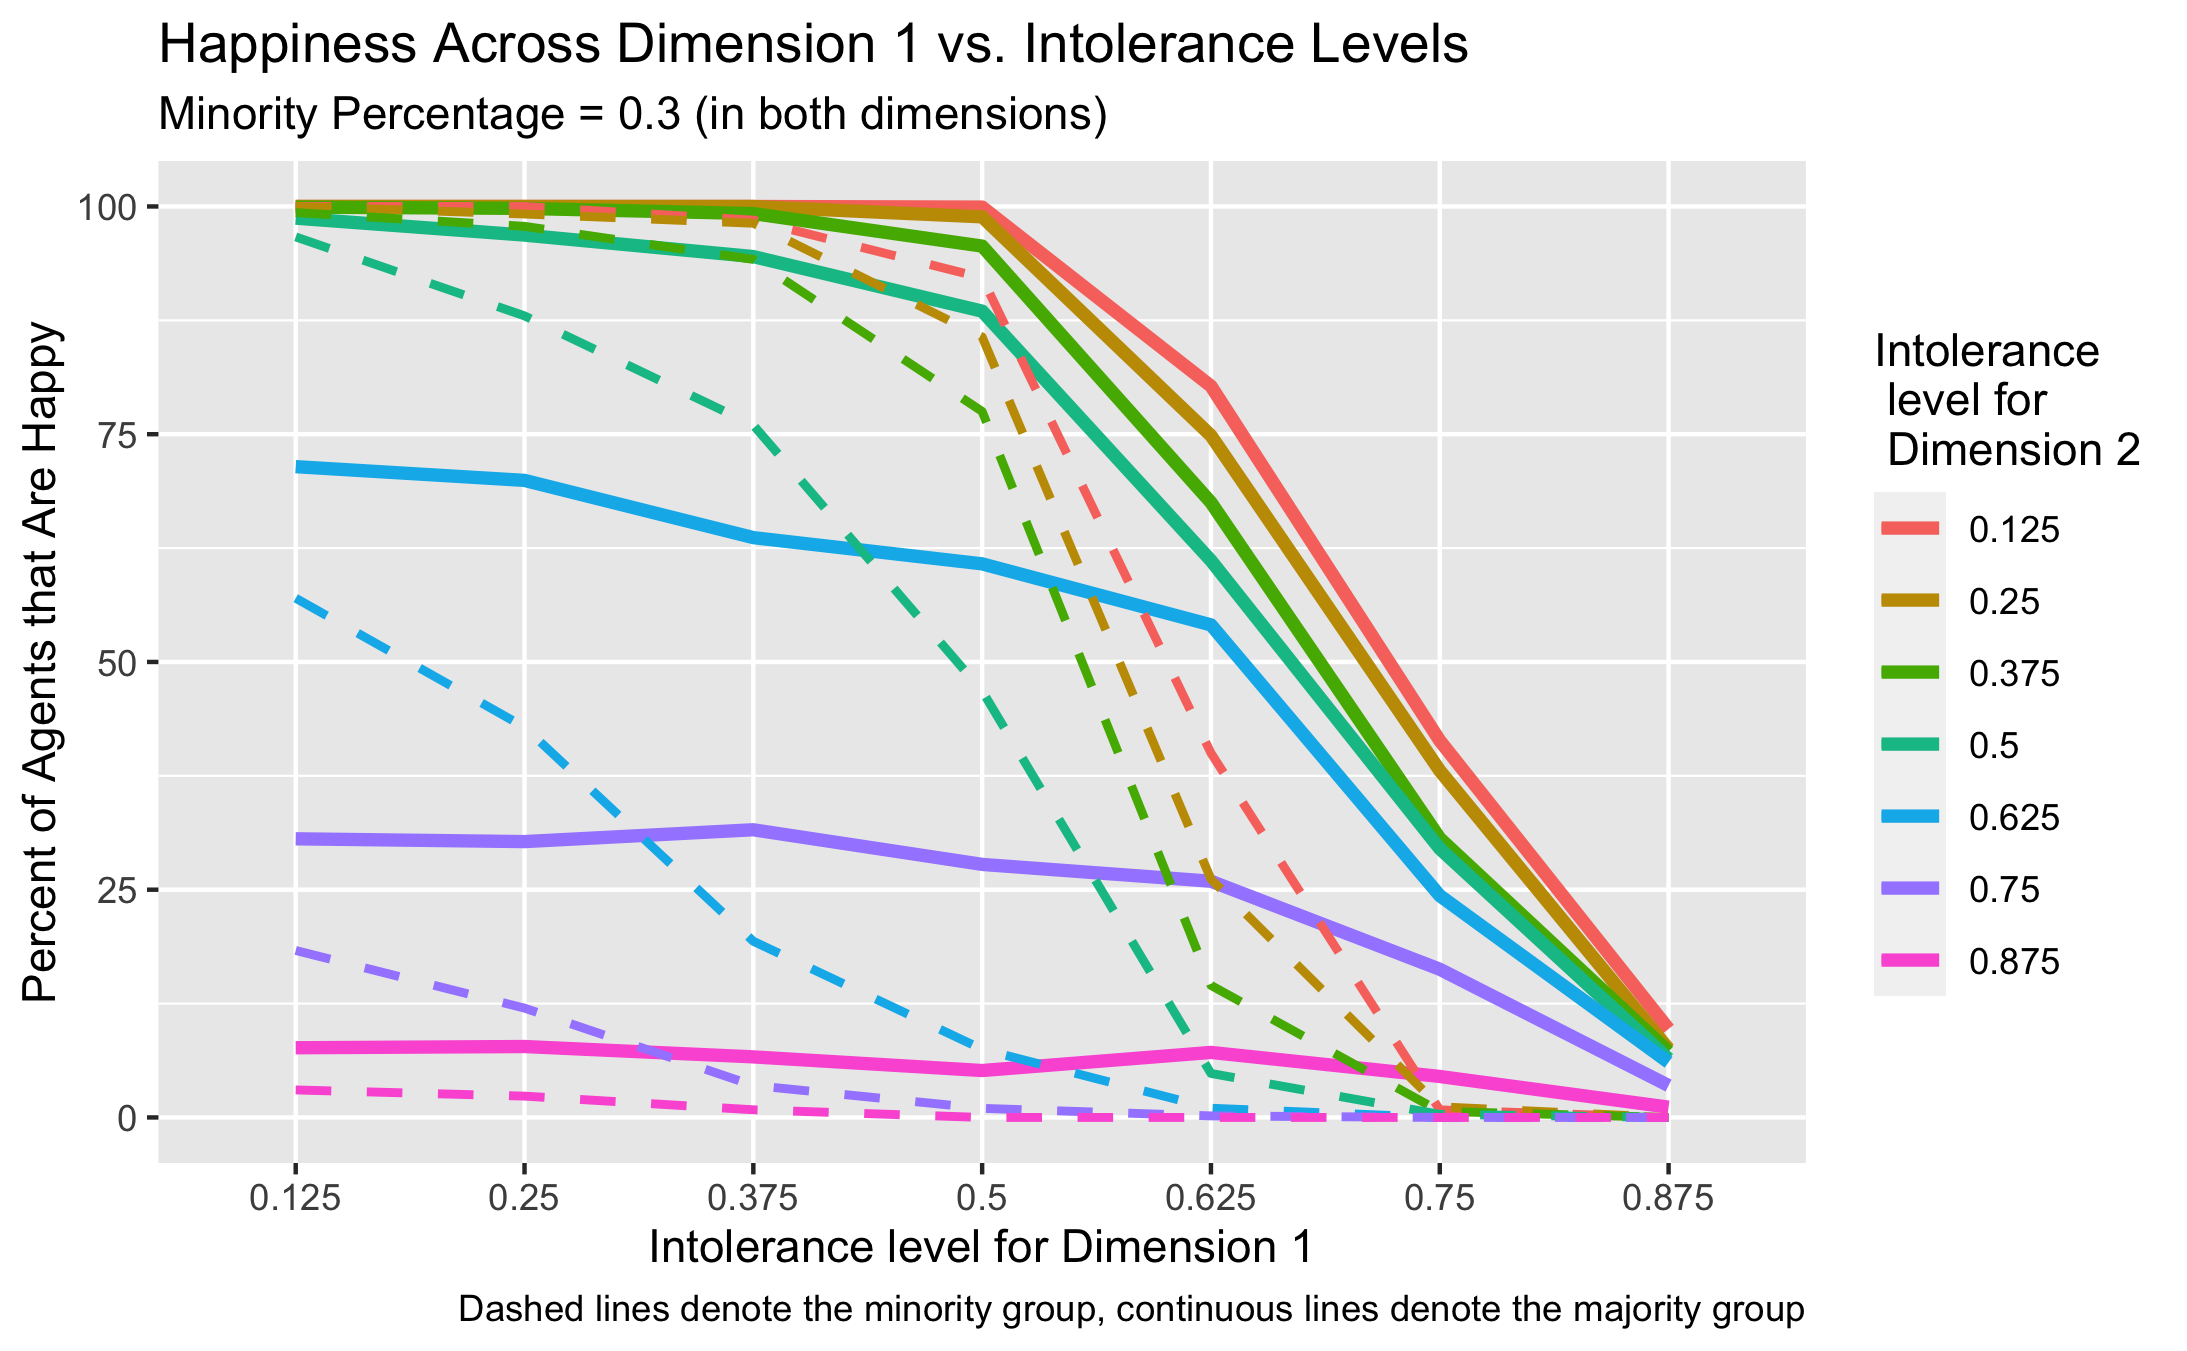 Happiness Across Dimension 1 vs. Intolerance Levels
Minority Percentage = 0.3 (in both dimensions)
Percent of Agents that Are Happy
100
75
50
25
0
0.125 0.25 0.375 0.5 0.625 0.75 0.875
Intolerance level for Dimension 1
Dashed lines denote the minority group, continuous lines denote the majority group
Intolerance
level for
Dimension 2
0.125
0.25
0.375
0.5
0.625
0.75
0.875